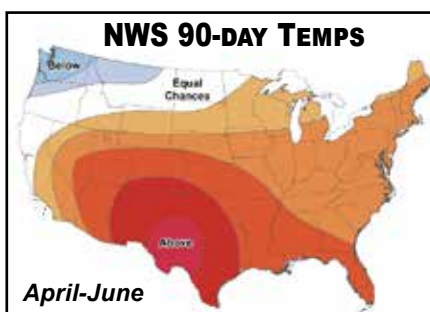 NWS 90-DAY TEMPS
Below
Equal
Chances
Above
April-June